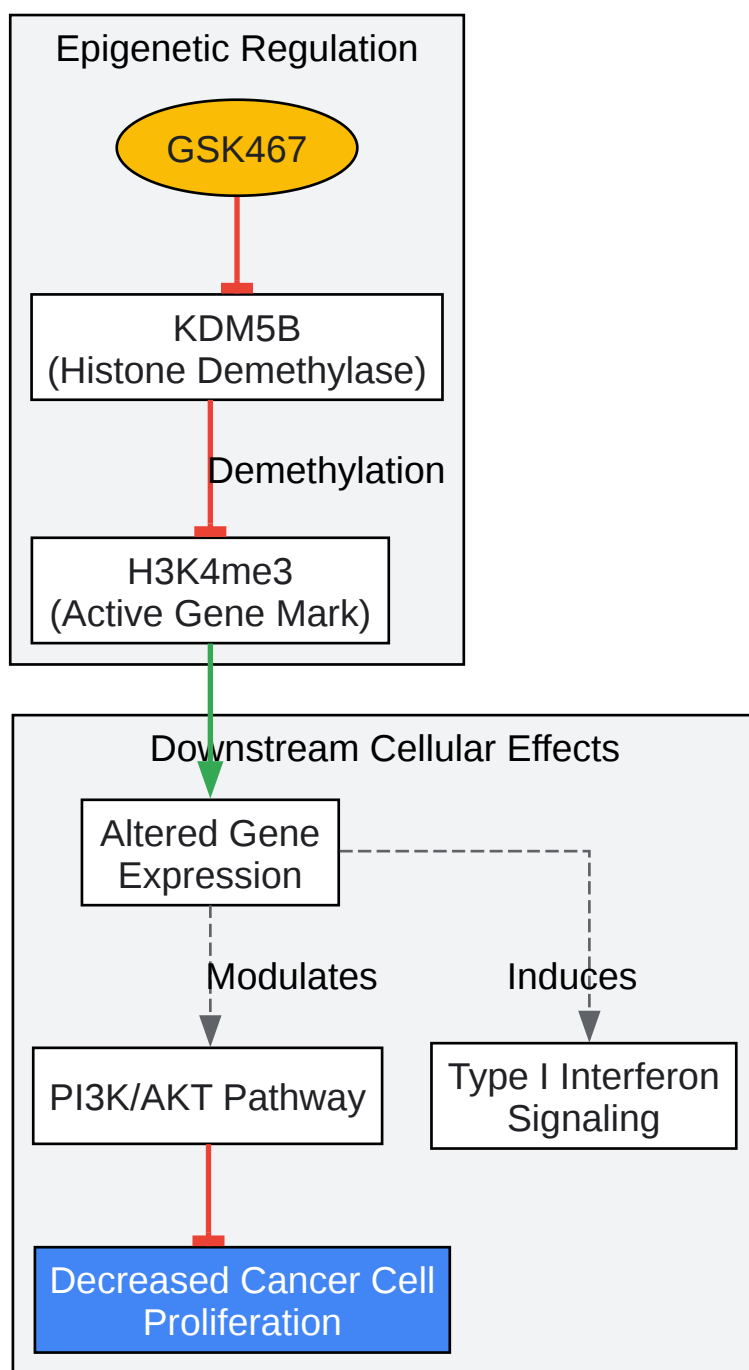 Epigenetic Regulation
GSK467
KDM5B
(Histone Demethylase)
Demethylation
H3K4me3
(Active Gene Mark)
Downstream Cellular Effects
Altered Gene
Expression
Modulates
Induces
PI3K/AKT Pathway
Type I Interferon
Signaling
Decreased Cancer Cell
Proliferation